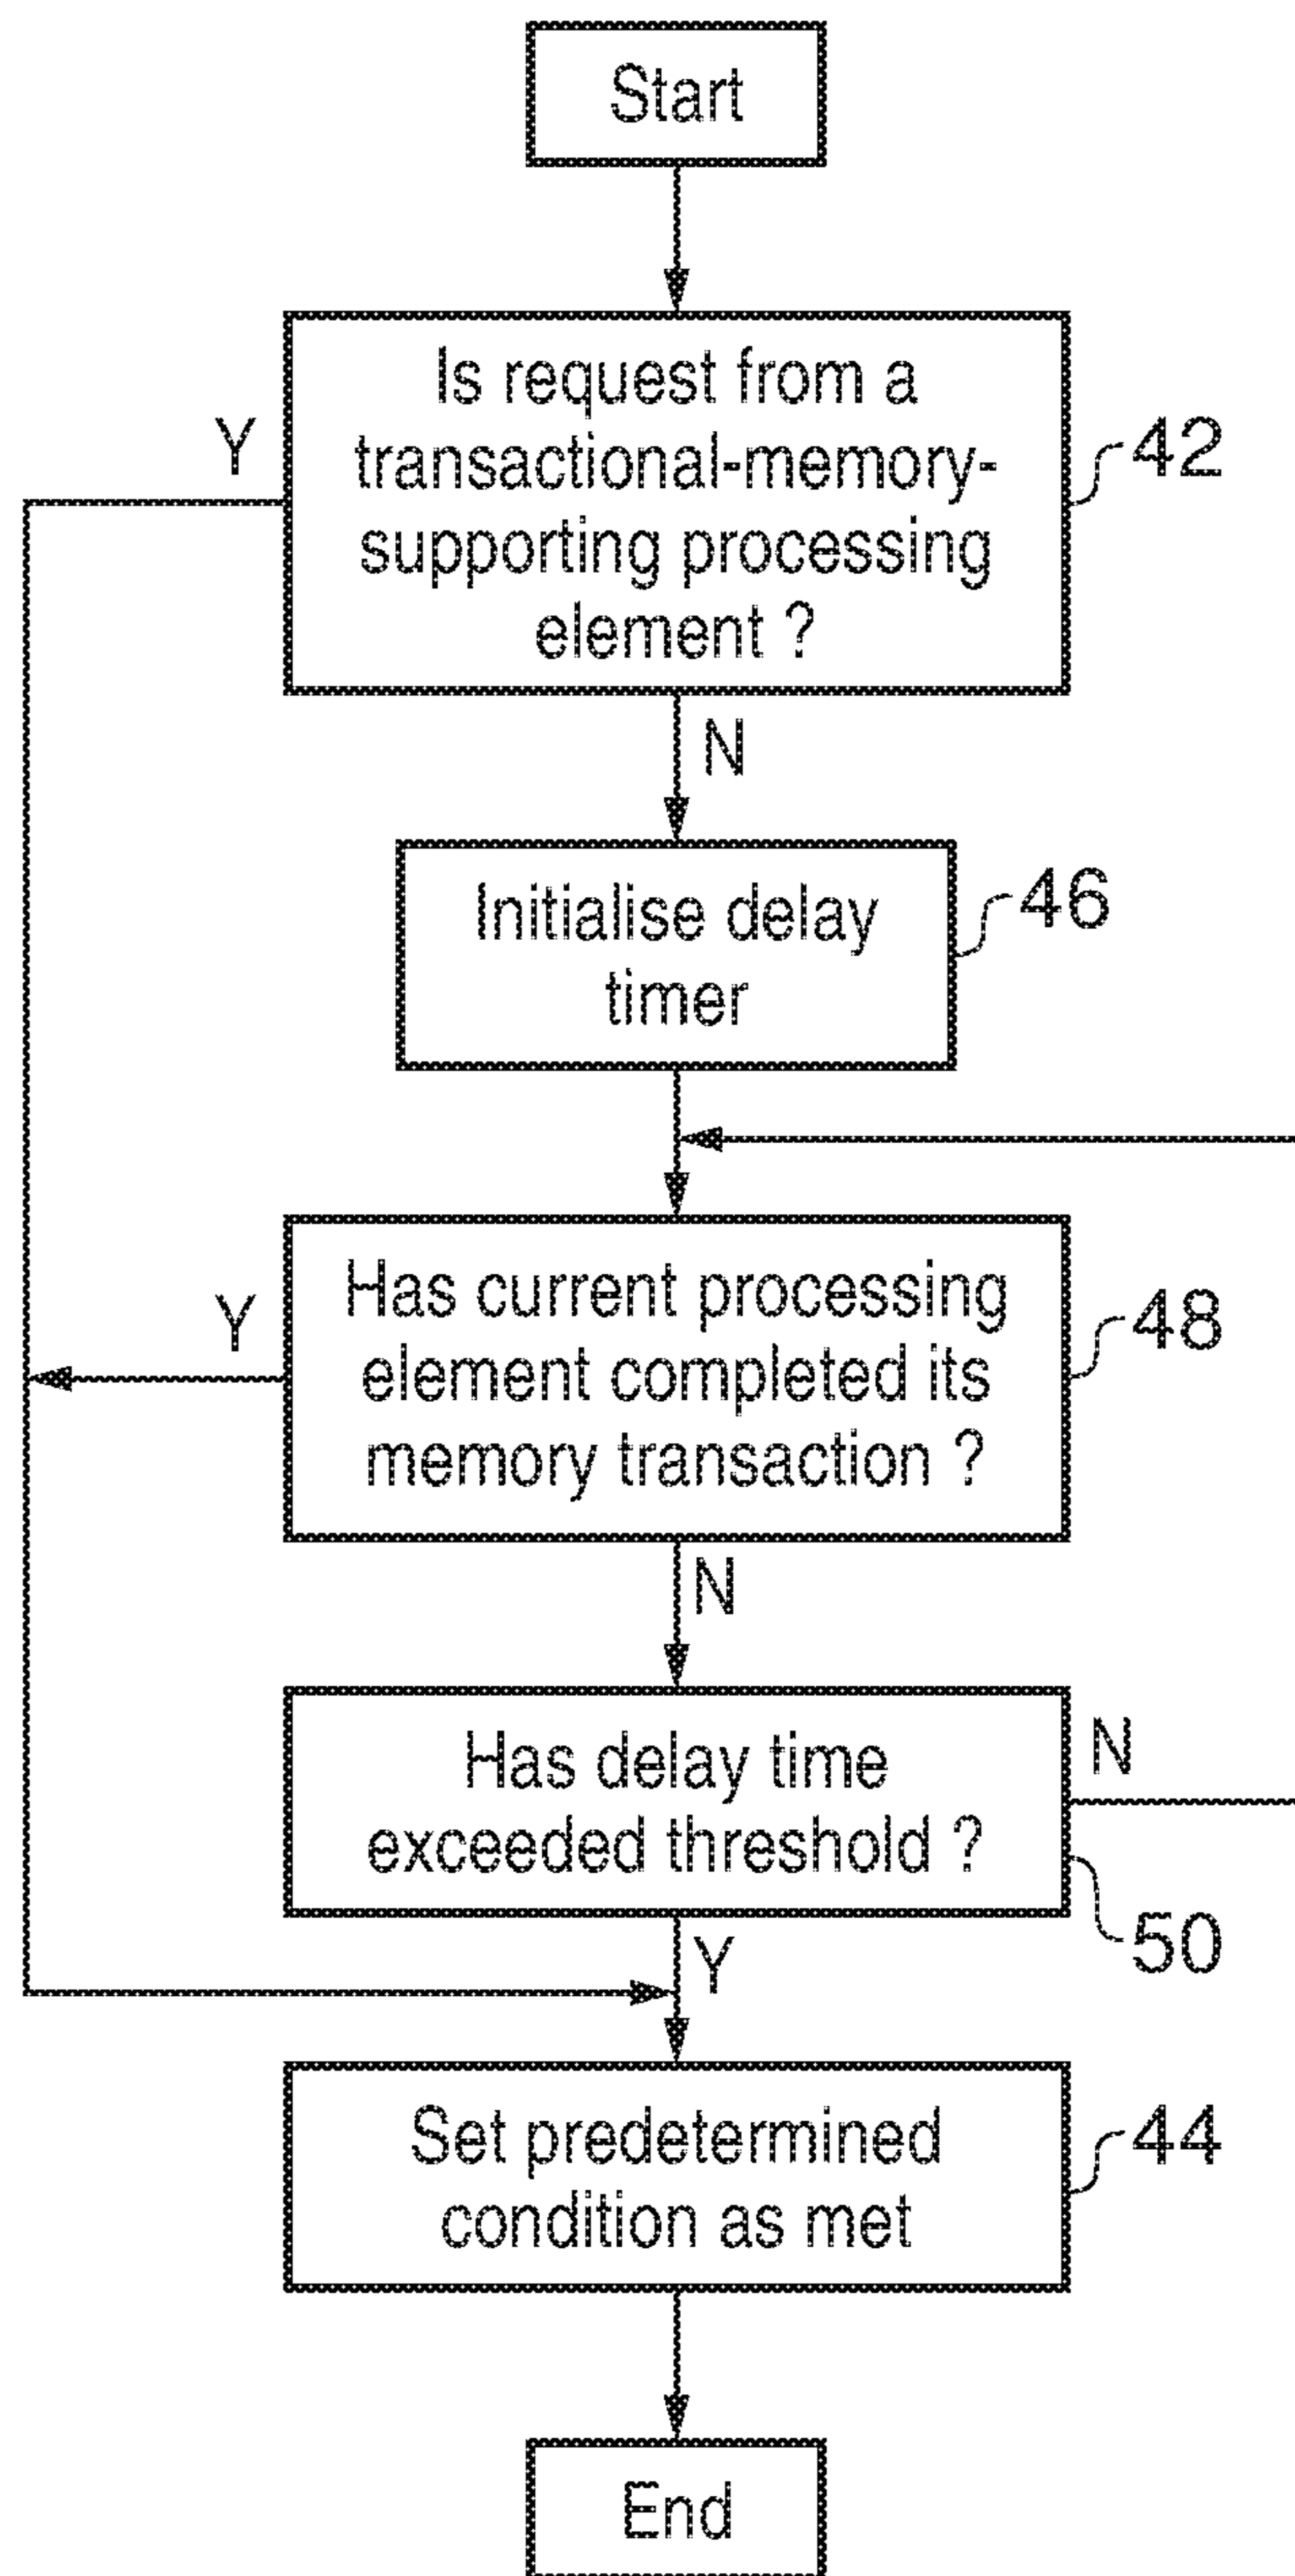 Start
Is request from a
transactional-memory-
supporting processing
element ?
Y
42
N
Initialise delay
timer
46
Has current processing
element completed its
memory transaction ?
Y
48
N
Has delay time
exceeded threshold ?
N
50
Y
Set predetermined
condition as met
44
End